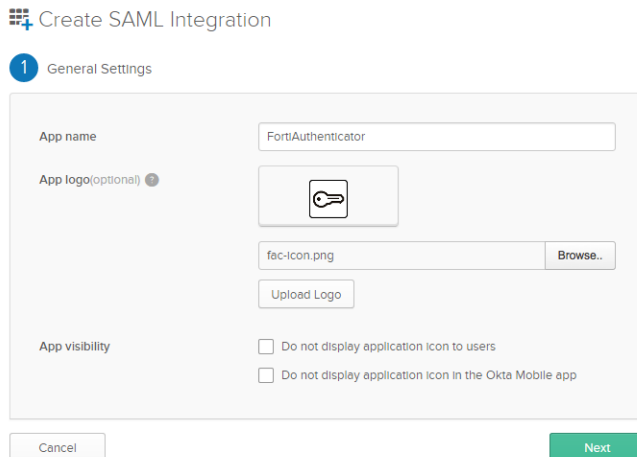 Create SAML Integration
1 General Settings
App name FortiAuthenticator
App logo(optional) ?
fac-icon.png Browse..
Upload Logo
App visibility Do not display application icon to users
Do not display application icon in the Okta Mobile app
Cancel Next